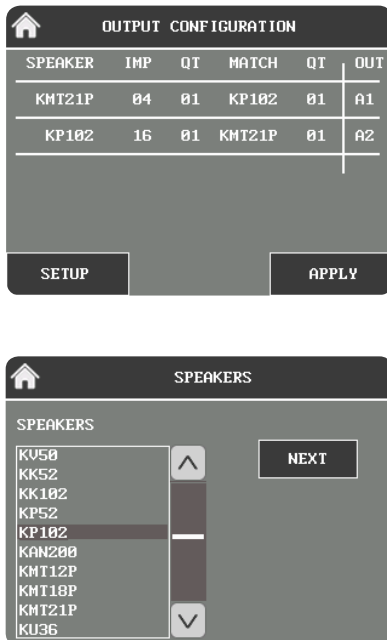 OUTPUT CONFIGURATION
SPEAKER IMP QT MATCH QT OUT
KMT21P 04 01 KP102 01 A1
KP102 16 01 KMT21P 01 A2
SETUP APPLY
SPEAKERS
SPEAKERS
KV50
KK52
KK102
KP52
KP102
KAN200
KMT12P
KMT18P
KMT21P
KU36
NEXT